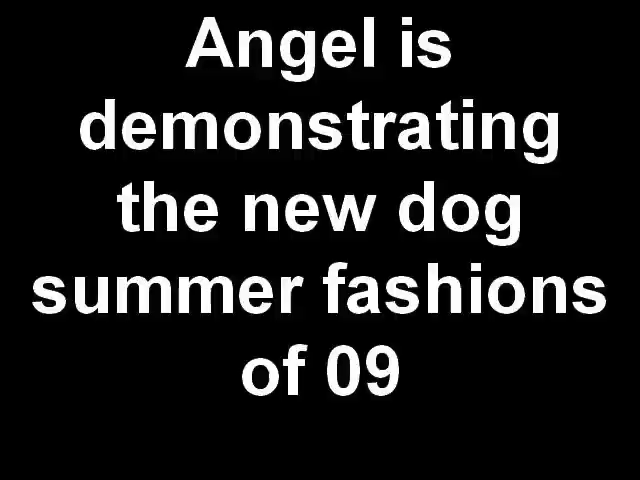 Angel is
demonstrating
the new dog
summer fashions
of 09